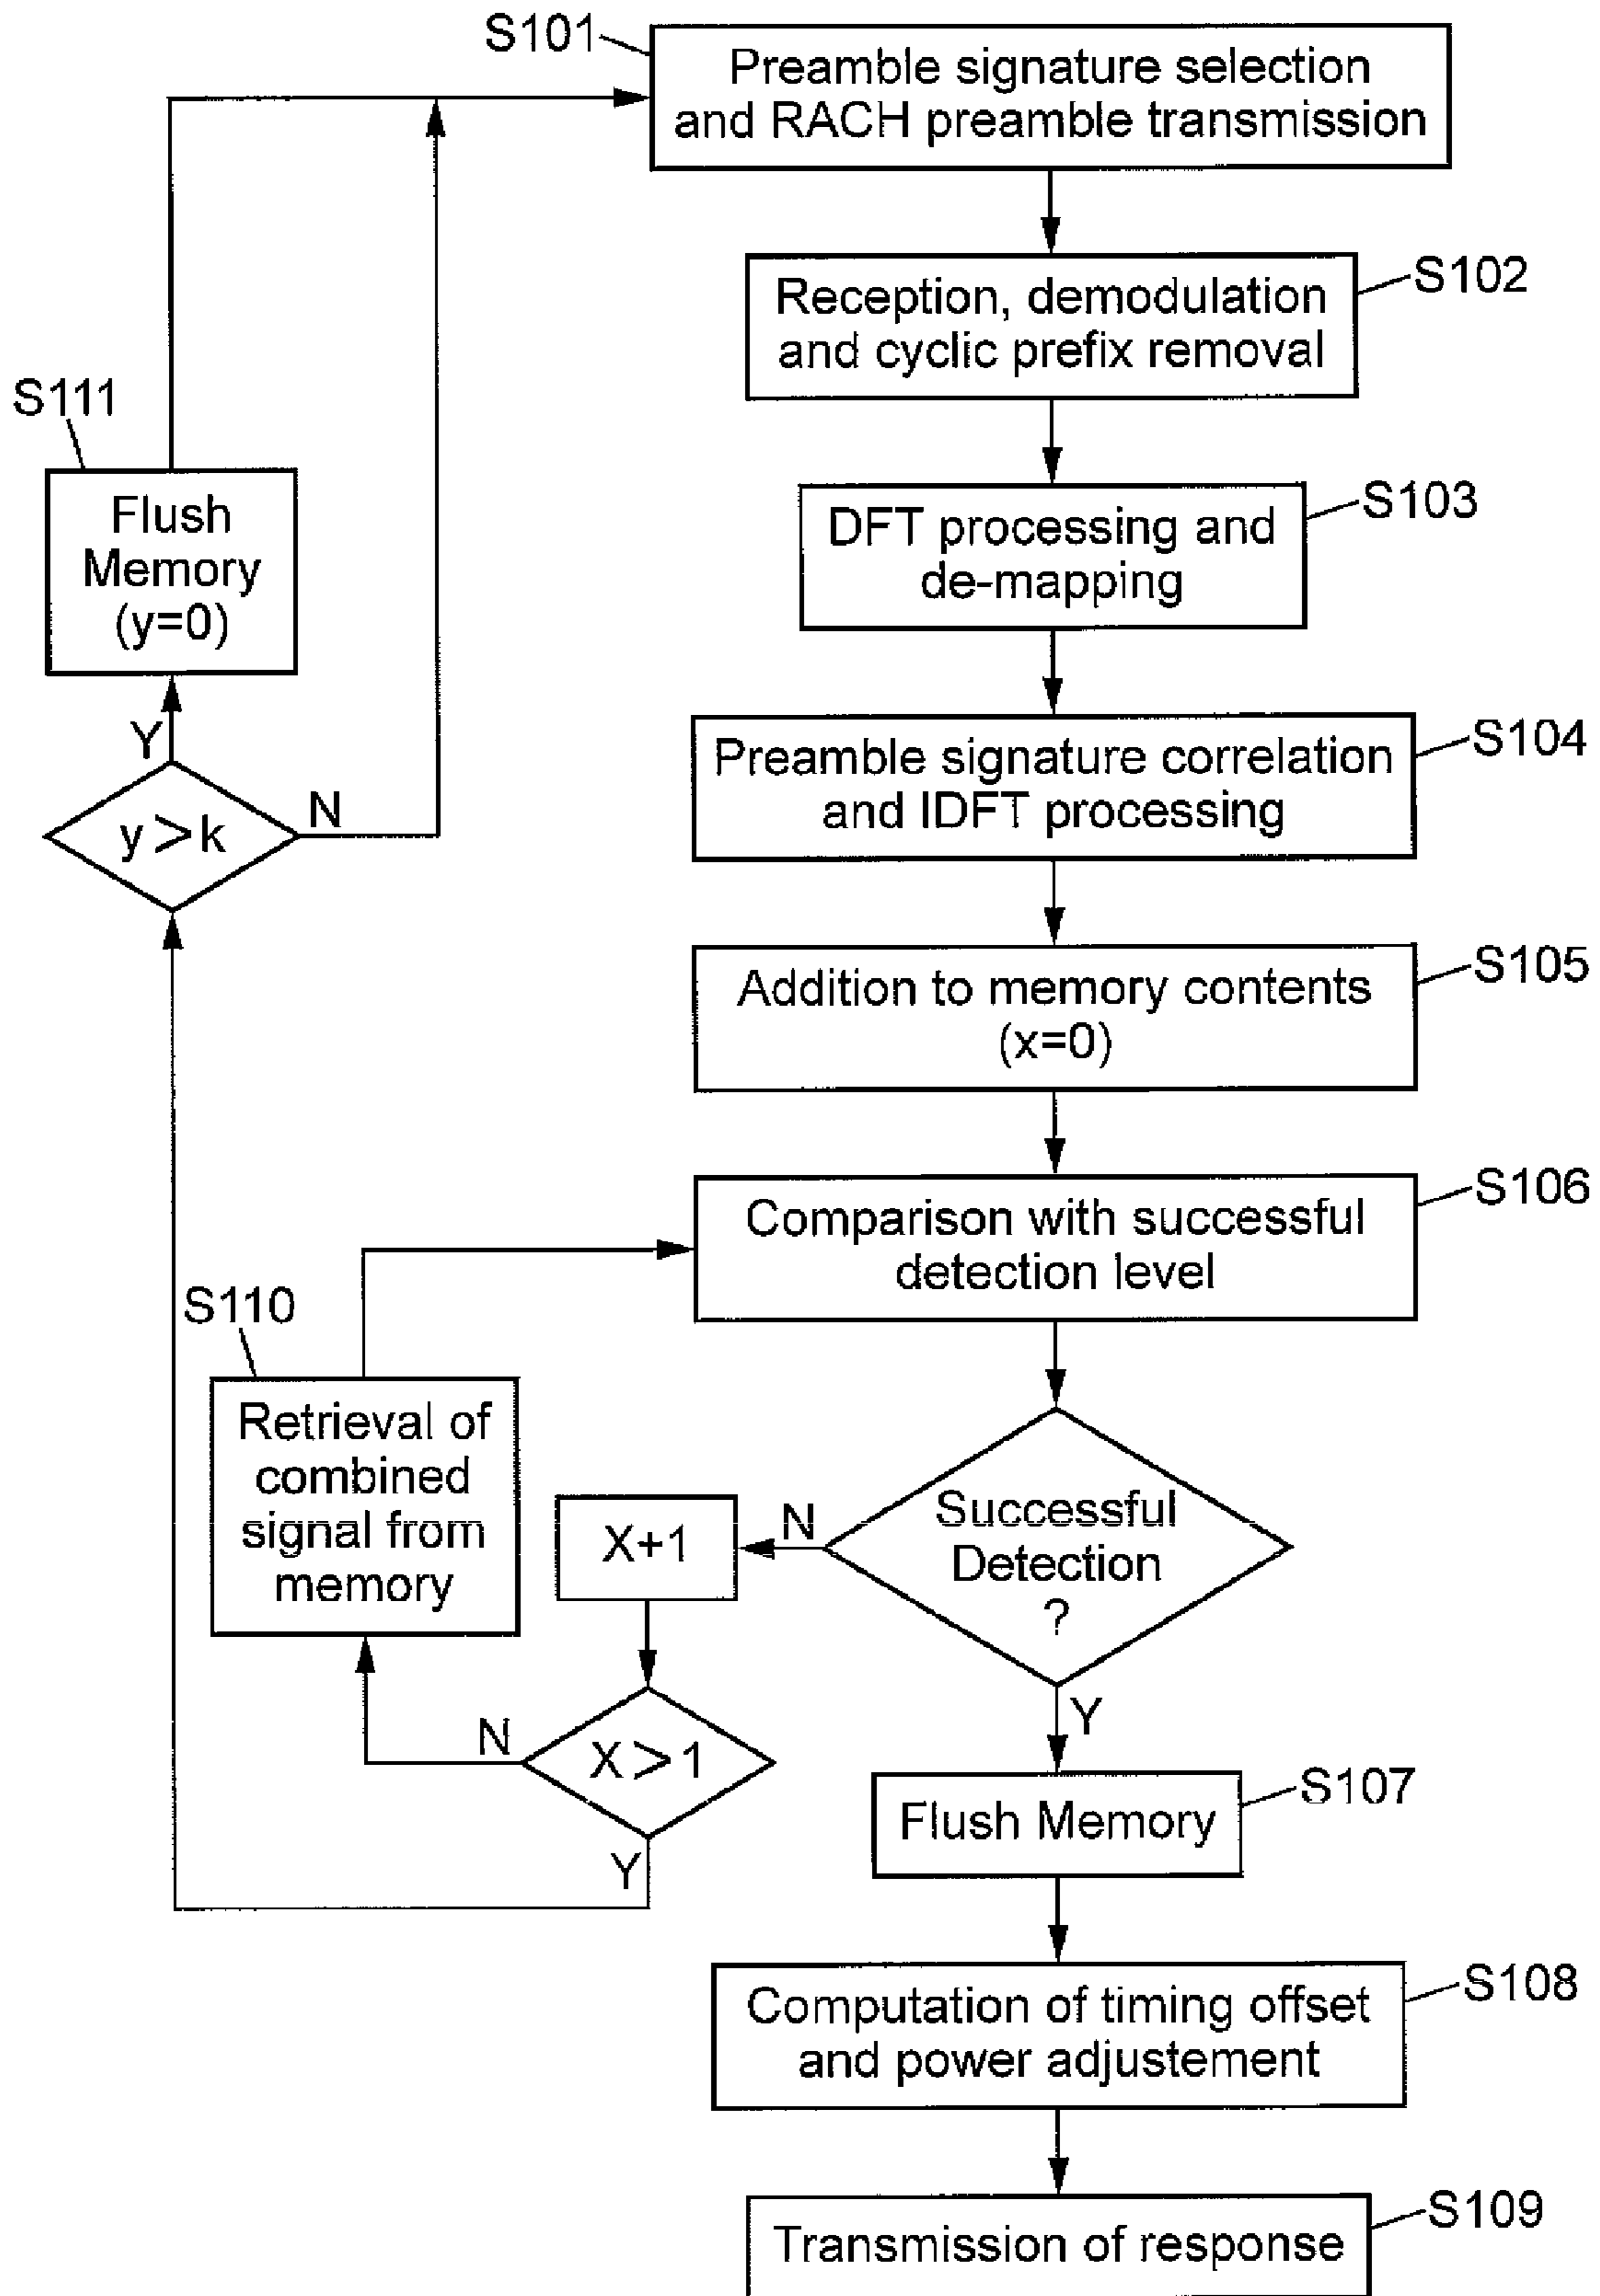 S101
Preamble signature selection
and RACH preamble transmission
S102
Reception, demodulation
and cyclic prefix removal
S103
DFT processing and
de-mapping
S104
Preamble signature correlation
and IDFT processing
S105
Addition to memory contents
(x=0)
S106
Comparison with successful
detection level
Successful
Detection
?
N
X+1
X>1
N
S110
Retrieval of
combined
signal from
memory
Y
y>k
N
Y
S111
Flush
Memory
(y=0)
Y
S107
Flush Memory
S108
Computation of timing offset
and power adjustement
S109
Transmission of response